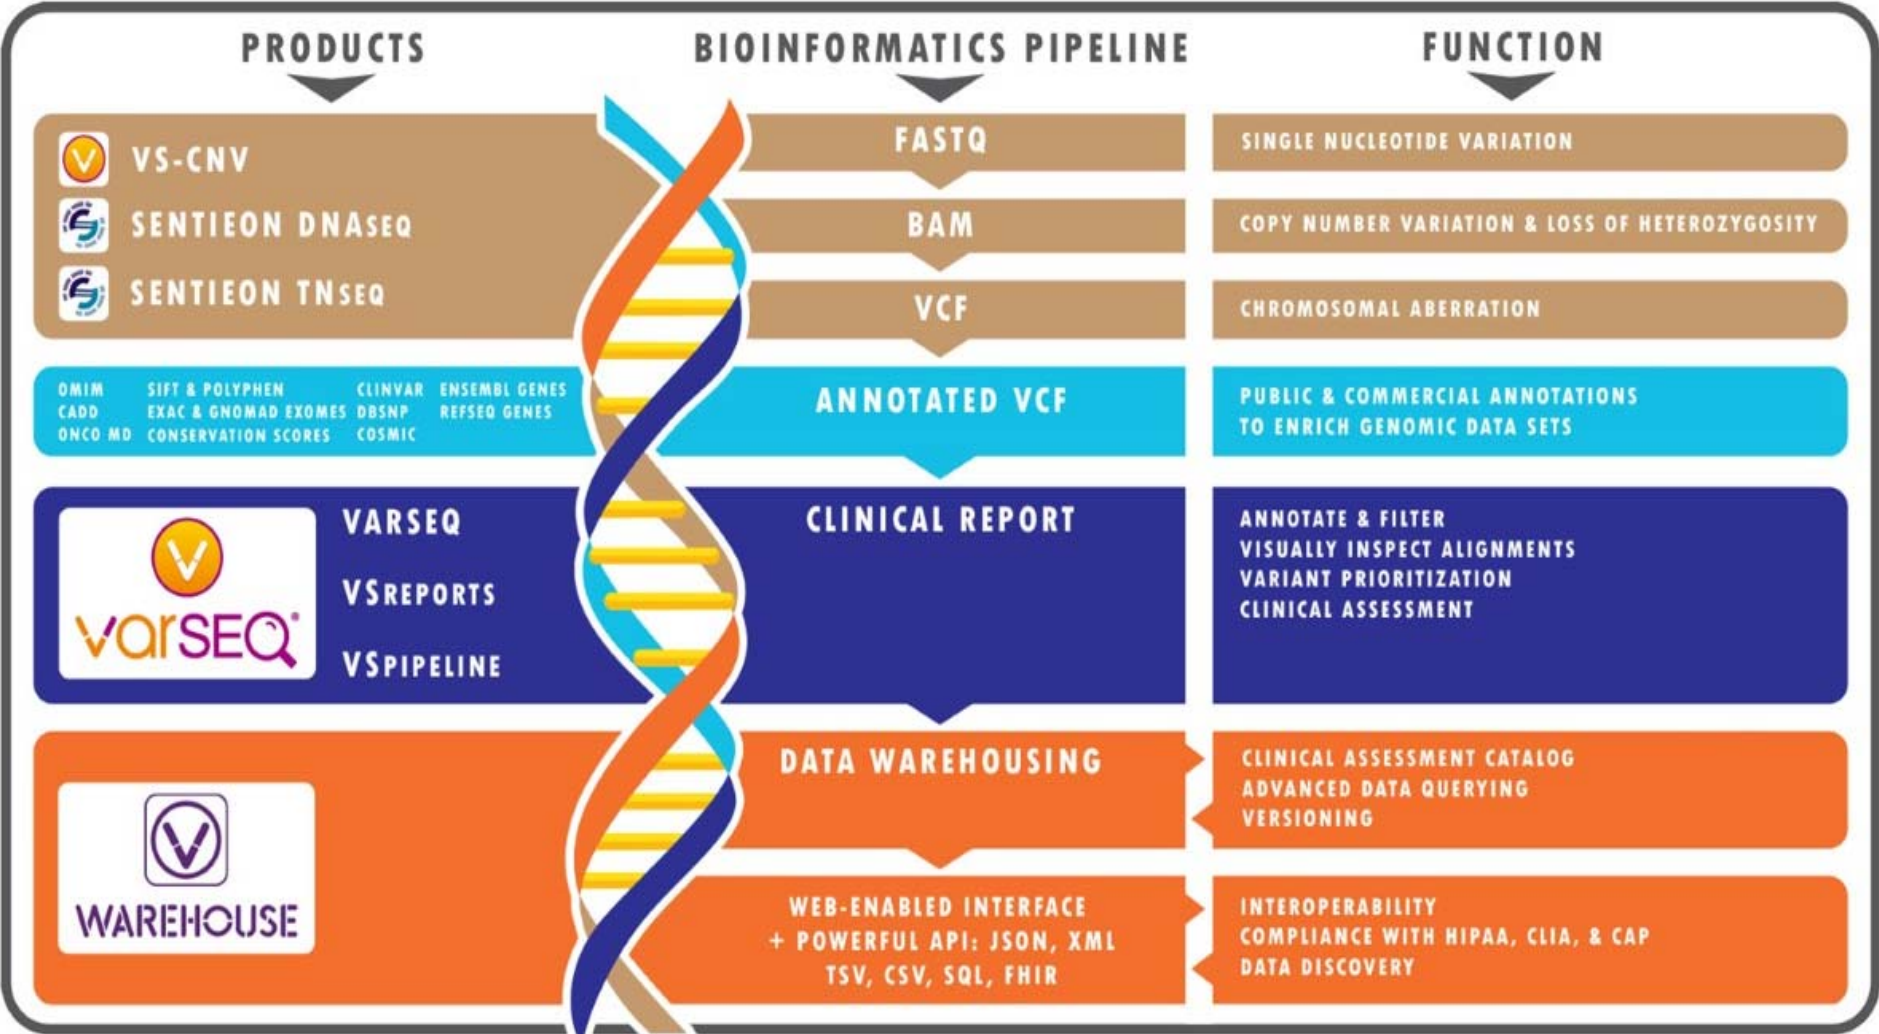 PRODUCTS
BIOINFORMATICS PIPELINE
FUNCTION
VS-CNV
SENTIEON DNASEQ
SENTIEON TNSEQ
FASTQ
SINGLE NUCLEOTIDE VARIATION
BAM
COPY NUMBER VARIATION & LOSS OF HETEROZYGOSITY
VCF
CHROMOSOMAL ABERRATION
OMIM SIFT & POLYPHEN CLINVAR ENSEMBL GENES
CADD EXAC & GNOMAD EXOMES DBSNP REFSEQ GENES
ONCO MD CONSERVATION SCORES COSMIC
ANNOTATED VCF
PUBLIC & COMMERCIAL ANNOTATIONS
TO ENRICH GENOMIC DATA SETS
V
varSEQ®
VARSEQ
VSREPORTS
VSPIPELINE
CLINICAL REPORT
ANNOTATE & FILTER
VISUALLY INSPECT ALIGNMENTS
VARIANT PRIORITIZATION
CLINICAL ASSESSMENT
V
WAREHOUSE
DATA WAREHOUSING
CLINICAL ASSESSMENT CATALOG
ADVANCED DATA QUERYING
VERSIONING
WEB-ENABLED INTERFACE
+ POWERFUL API: JSON, XML
TSV, CSV, SQL, FHIR
INTEROPERABILITY
COMPLIANCE WITH HIPAA, CLIA, & CAP
DATA DISCOVERY